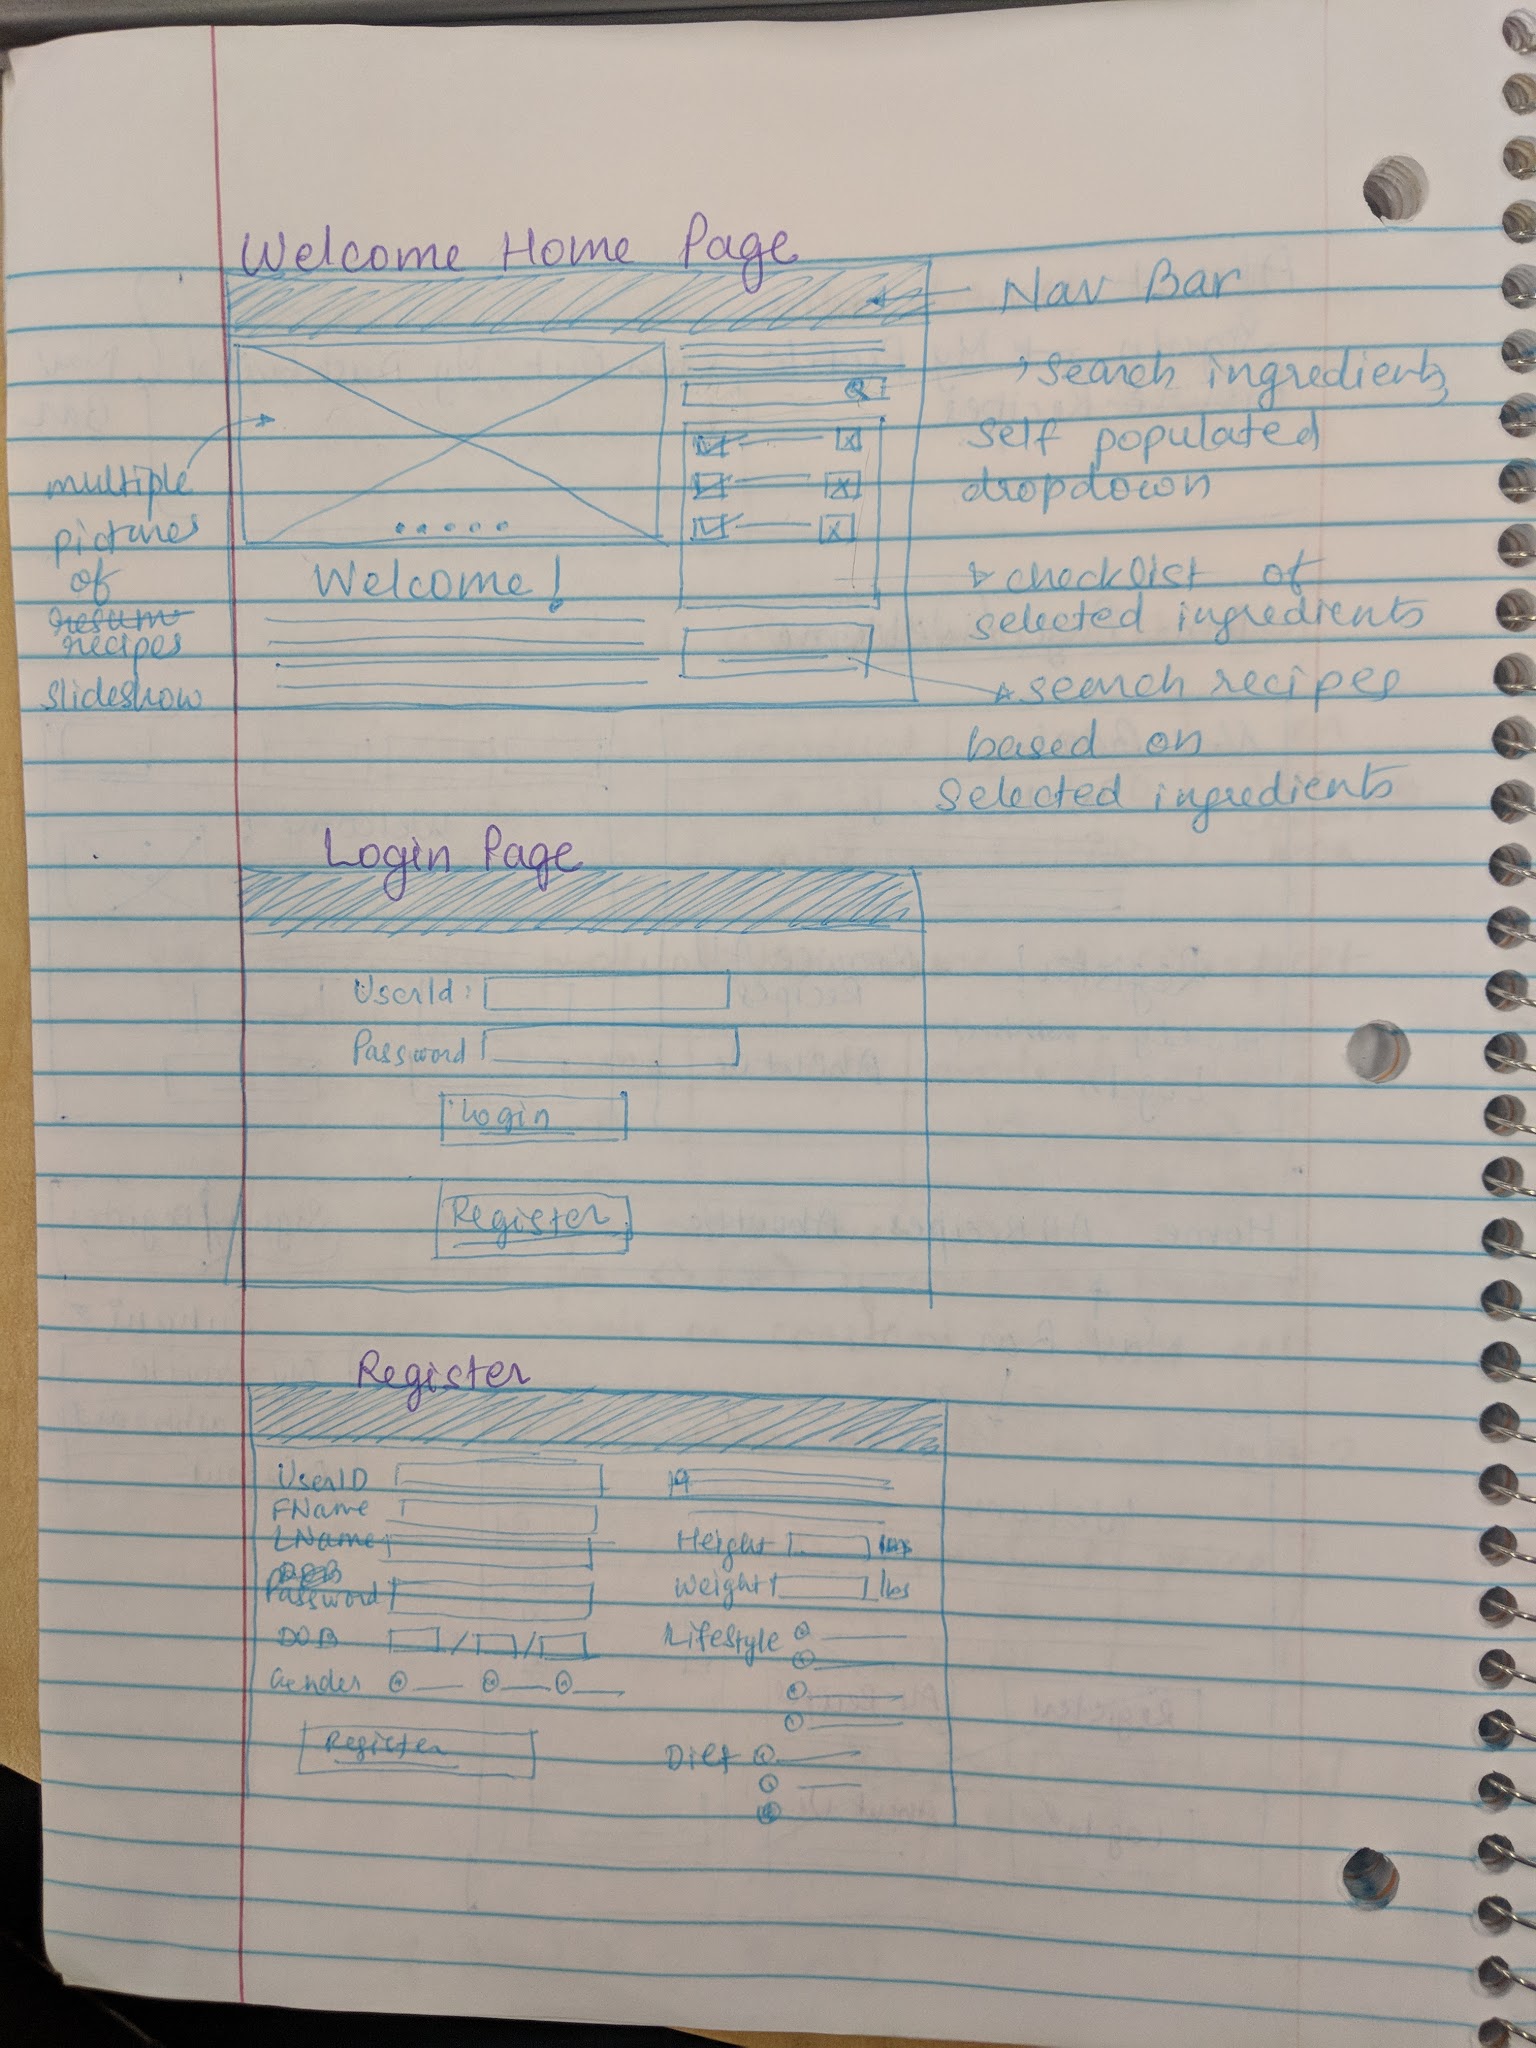 Welcome Home Page
Nav Bar
Search ingredients
Self populated
dropdown
multiple
pictures
of
recipes
slideshow
Welcome!
checklist of
selected ingredients
search recipes
based on
selected ingredients
Login Page
UserId:
Password
Login
Register
Register
UserID
FName
LName
Password
DOB / /
Gender
Register
Height
Weight lbs
Lifestyle
Diet